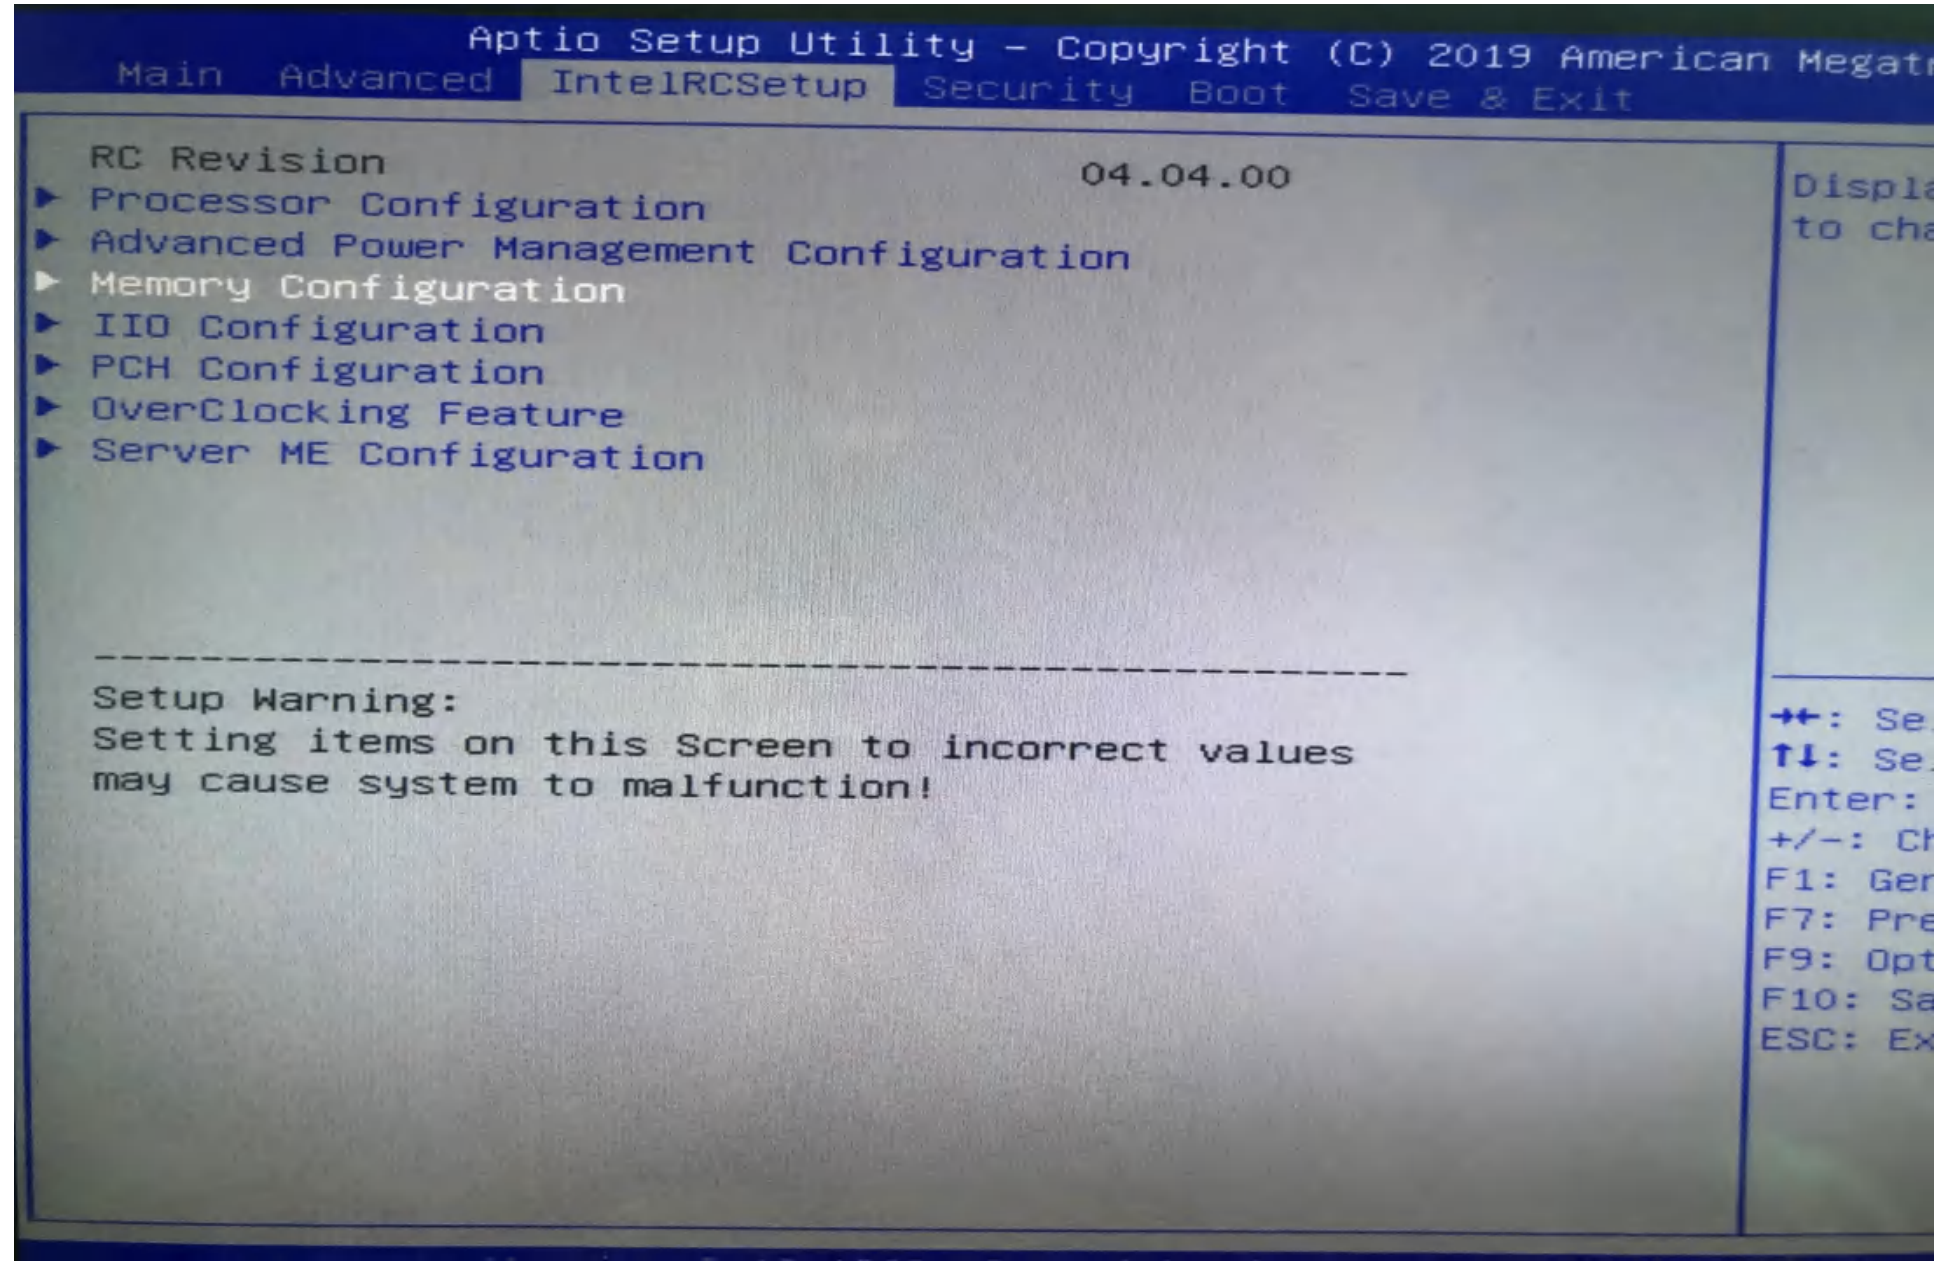 Aptio Setup Utility – Copyright (C) 2019 American
Main Advanced IntelRCSetup Security Boot Save & Exit
RC Revision 04.04.00
Processor Configuration
Advanced Power Management Configuration
Memory Configuration
IIO Configuration
PCH Configuration
OverClocking Feature
Server ME Configuration
to
------------------------------------------------
Setup Warning:
Setting items on this Screen to incorrect values
may cause system to malfunction!
→←:
↑↓:
Enter:
+/-:
F1:
F7:
F9:
F10:
ESC: